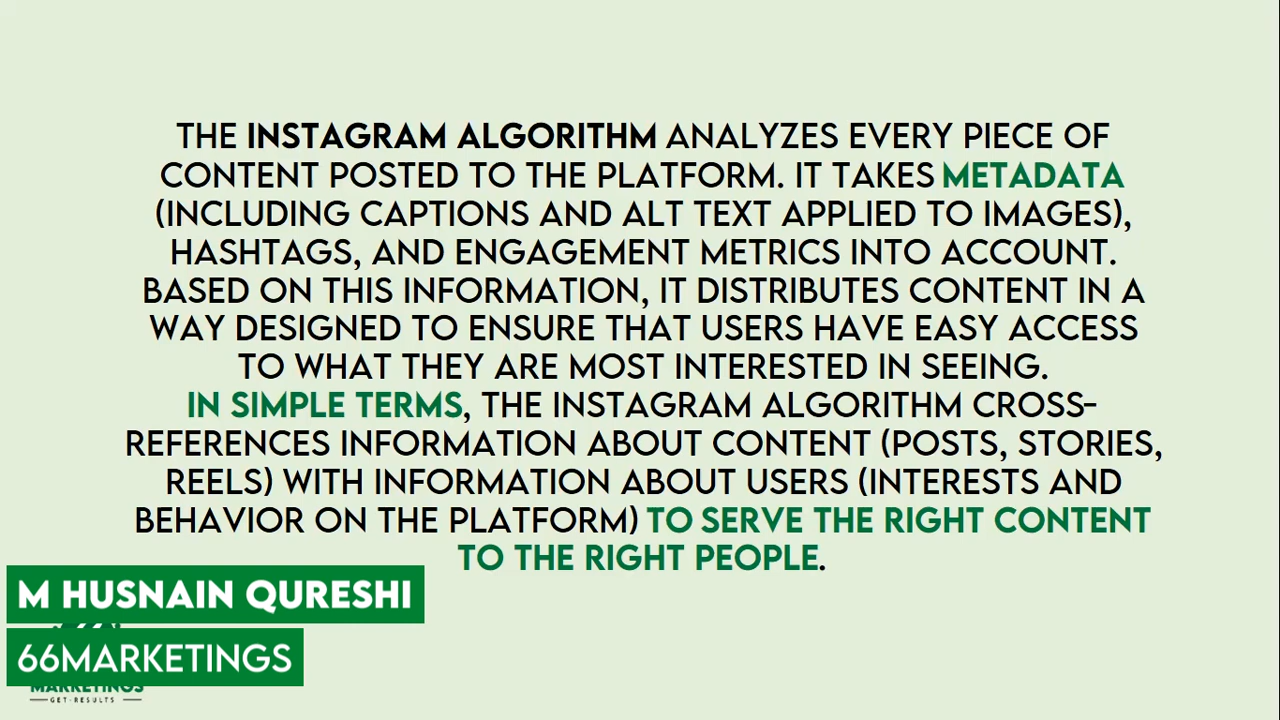 THE INSTAGRAM ALGORITHM ANALYZES EVERY PIECE OF
CONTENT POSTED TO THE PLATFORM. IT TAKES METADATA
(INCLUDING CAPTIONS AND ALT TEXT APPLIED TO IMAGES),
HASHTAGS, AND ENGAGEMENT METRICS INTO ACCOUNT.
BASED ON THIS INFORMATION, IT DISTRIBUTES CONTENT IN A
WAY DESIGNED TO ENSURE THAT USERS HAVE EASY ACCESS
TO WHAT THEY ARE MOST INTERESTED IN SEEING.
IN SIMPLE TERMS, THE INSTAGRAM ALGORITHM CROSS-
REFERENCES INFORMATION ABOUT CONTENT (POSTS, STORIES,
REELS) WITH INFORMATION ABOUT USERS (INTERESTS AND
BEHAVIOR ON THE PLATFORM) TO SERVE THE RIGHT CONTENT
TO THE RIGHT PEOPLE.
M HUSNAIN QURESHI
66MARKETINGS
MARKETINGS
GET-RESULTS